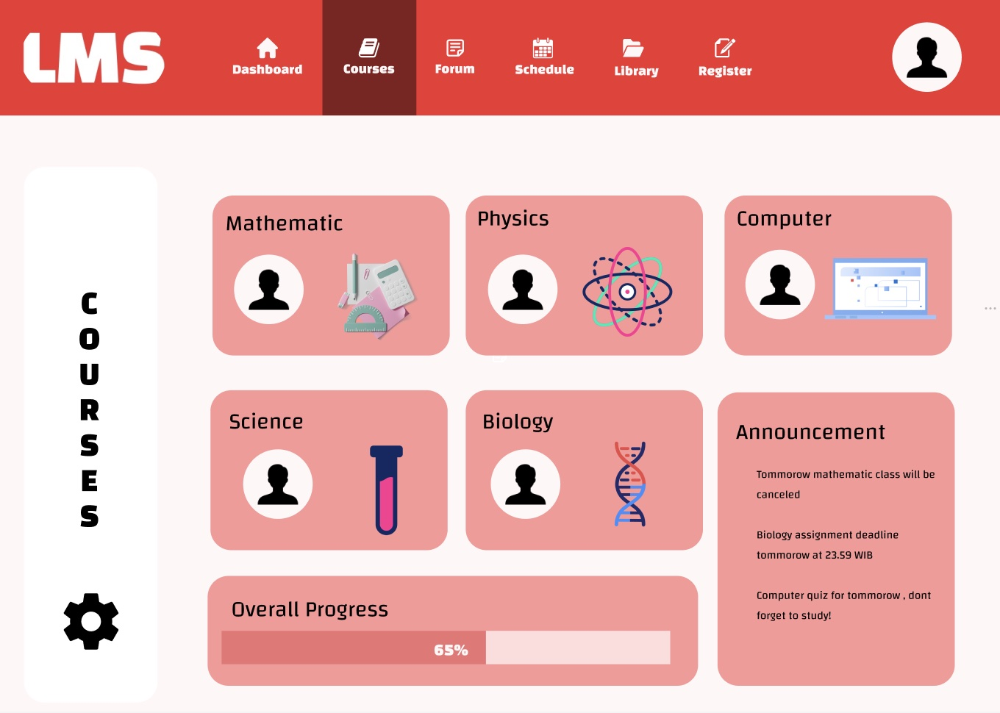 LMS
Dashboard
Courses
Forum
Schedule
Library
Register
C
O
U
R
S
E
S
Mathematic
Physics
Computer
Science
Biology
Announcement
Tommorow mathematic class will be
canceled
Biology assignment deadline
tommorow at 23.59 WIB
Computer quiz for tommorow , dont
forget to study!
Overall Progress
65%